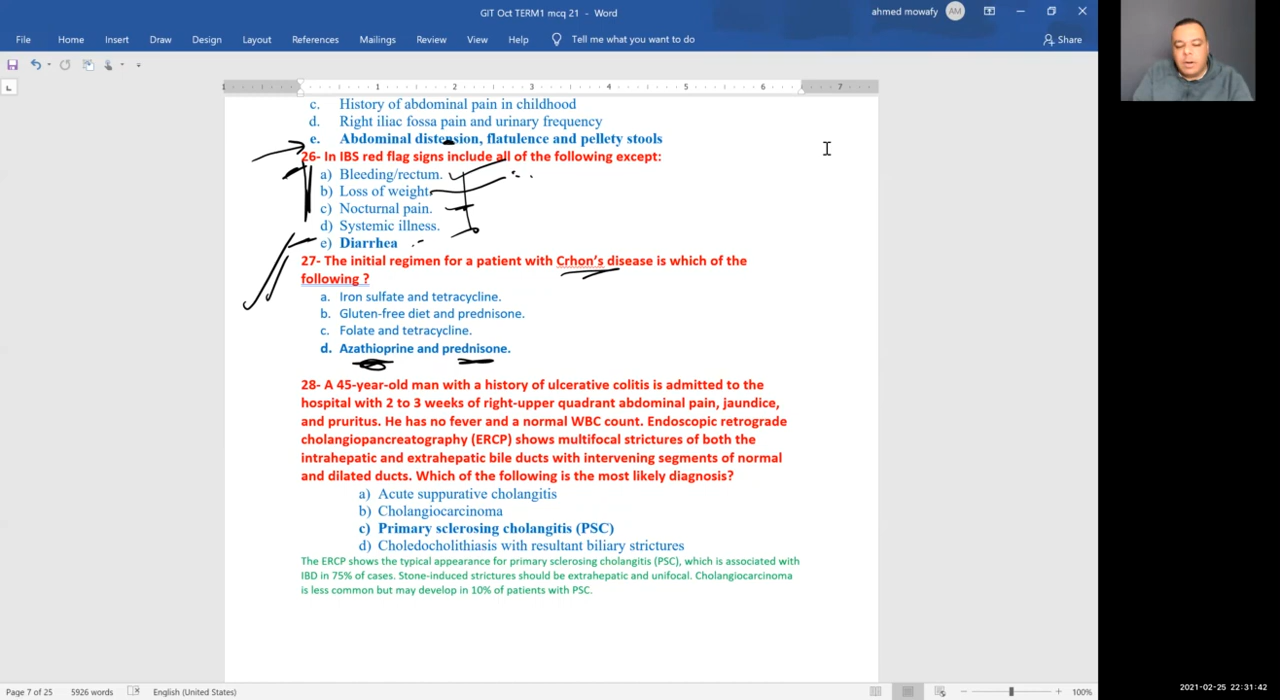 GIT Oct TERM1 mcq 21 - Word
ahmed mowafy AM
File Home Insert Draw Design Layout References Mailings Review View Help Tell me what you want to do Share
1 1 2 3 4 5 6 7
c. History of abdominal pain in childhood
d. Right iliac fossa pain and urinary frequency
e. Abdominal distension, flatulence and pellety stools
26- In IBS red flag signs include all of the following except:
a) Bleeding/rectum.
b) Loss of weight
c) Nocturnal pain.
d) Systemic illness.
e) Diarrhea
27- The initial regimen for a patient with Crhon's disease is which of the
following ?
a. Iron sulfate and tetracycline.
b. Gluten-free diet and prednisone.
c. Folate and tetracycline.
d. Azathioprine and prednisone.
28- A 45-year-old man with a history of ulcerative colitis is admitted to the
hospital with 2 to 3 weeks of right-upper quadrant abdominal pain, jaundice,
and pruritus. He has no fever and a normal WBC count. Endoscopic retrograde
cholangiopancreatography (ERCP) shows multifocal strictures of both the
intrahepatic and extrahepatic bile ducts with intervening segments of normal
and dilated ducts. Which of the following is the most likely diagnosis?
a) Acute suppurative cholangitis
b) Cholangiocarcinoma
c) Primary sclerosing cholangitis (PSC)
d) Choledocholithiasis with resultant biliary strictures
The ERCP shows the typical appearance for primary sclerosing cholangitis (PSC), which is associated with
IBD in 75% of cases. Stone-induced strictures should be extrahepatic and unifocal. Cholangiocarcinoma
is less common but may develop in 10% of patients with PSC.
Page 7 of 25 5926 words English (United States) 100%
2021-02-25 22:31:42